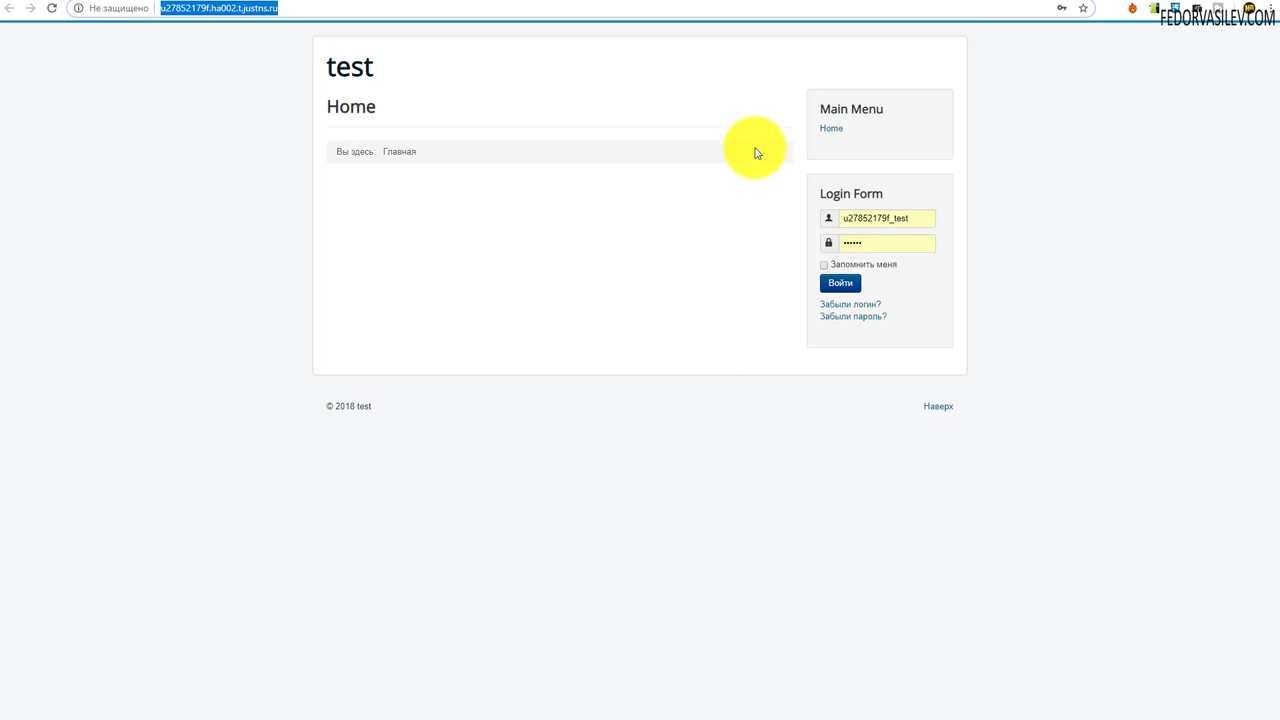 Не защищено
u27852179f.ha002.t.justns.ru
FEDORVASILEV.COM
test
Home
Вы здесь: Главная
Main Menu
Home
Login Form
u27852179f_test
••••••
Запомнить меня
Войти
Забыли логин?
Забыли пароль?
© 2018 test
Наверх